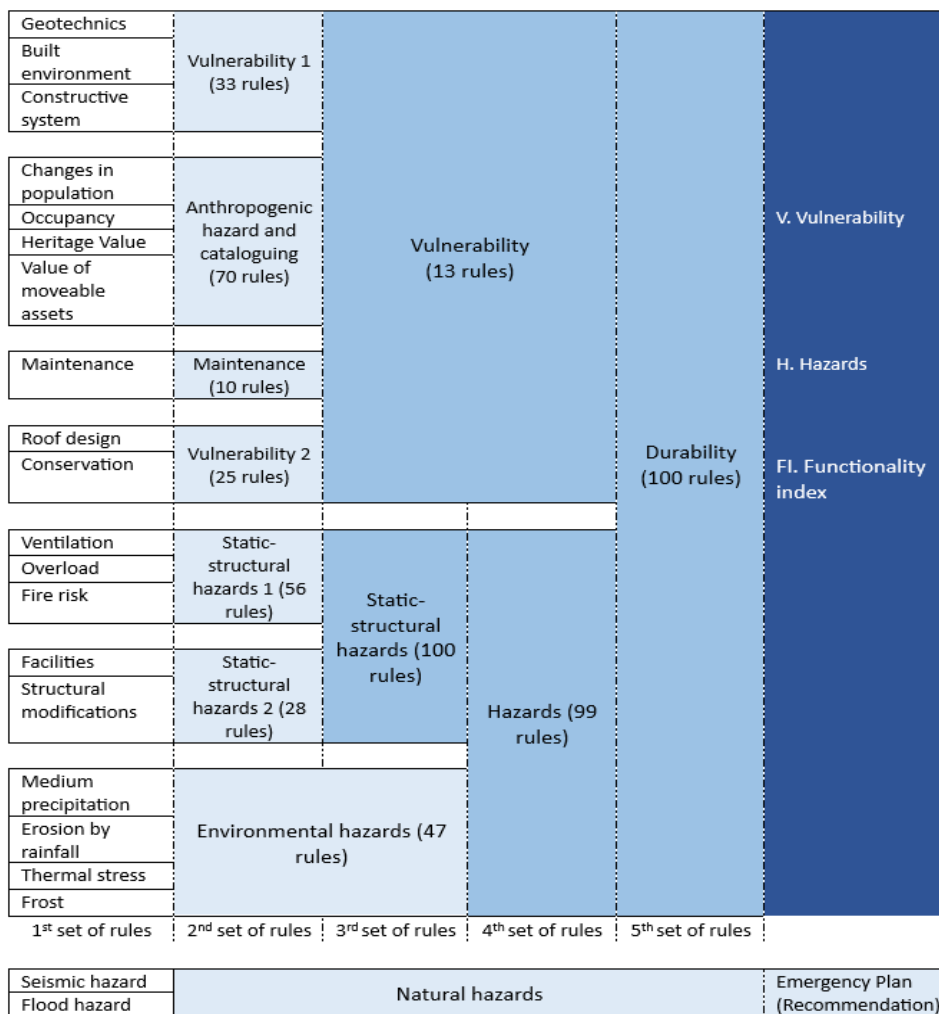 Geotechnics
Built
environment
Constructive
system
Vulnerability 1
(33 rules)
Changes in
population
Occupancy
Heritage Value
Value of
moveable
assets
Anthropogenic
hazard and
cataloguing
(70 rules)
Maintenance
Maintenance
(10 rules)
Roof design
Conservation
Vulnerability 2
(25 rules)
Vulnerability
(13 rules)
Ventilation
Overload
Fire risk
Static-
structural
hazards 1 (56
rules)
Facilities
Structural
modifications
Static-
structural
hazards 2 (28
rules)
Static-
structural
hazards (100
rules)
Medium
precipitation
Erosion by
rainfall
Thermal stress
Frost
Environmental hazards (47
rules)
Hazards (99
rules)
Durability
(100 rules)
V. Vulnerability
H. Hazards
FI. Functionality
index
1st set of rules
2nd set of rules
3rd set of rules
4th set of rules
5th set of rules
Seismic hazard
Flood hazard
Natural hazards
Emergency Plan
(Recommendation)